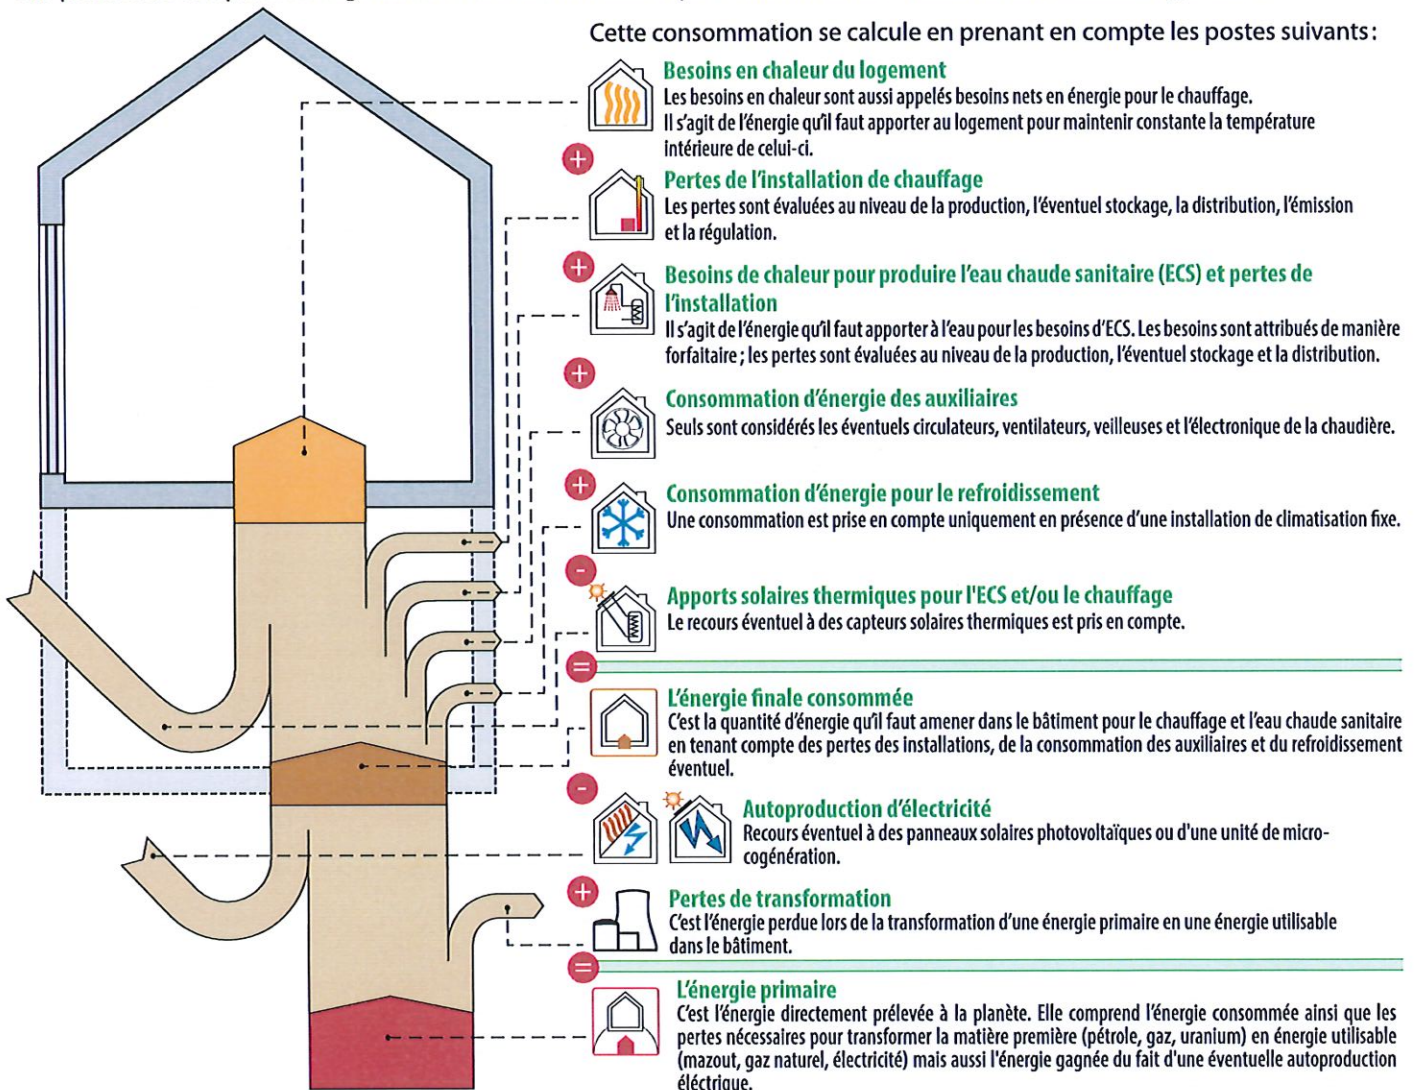 Cette consommation se calcule en prenant en compte les postes suivants :
Besoins en chaleur du logement
Les besoins en chaleur sont aussi appelés besoins nets en énergie pour le chauffage.
Il s'agit de l'énergie qu'il faut apporter au logement pour maintenir constante la température
intérieure de celui-ci.
+
Pertes de l'installation de chauffage
Les pertes sont évaluées au niveau de la production, l'éventuel stockage, la distribution, l'émission
et la régulation.
+
Besoins de chaleur pour produire l'eau chaude sanitaire (ECS) et pertes de
l'installation
Il s'agit de l'énergie qu'il faut apporter à l'eau pour les besoins d'ECS. Les besoins sont attribués de manière
forfaitaire ; les pertes sont évaluées au niveau de la production, l'éventuel stockage et la distribution.
+
Consommation d'énergie des auxiliaires
Seuls sont considérés les éventuels circulateurs, ventilateurs, veilleuses et l'électronique de la chaudière.
+
Consommation d'énergie pour le refroidissement
Une consommation est prise en compte uniquement en présence d'une installation de climatisation fixe.
-
Apports solaires thermiques pour l'ECS et/ou le chauffage
Le recours éventuel à des capteurs solaires thermiques est pris en compte.
=
L'énergie finale consommée
C'est la quantité d'énergie qu'il faut amener dans le bâtiment pour le chauffage et l'eau chaude sanitaire
en tenant compte des pertes des installations, de la consommation des auxiliaires et du refroidissement
éventuel.
-
Autoproduction d'électricité
Recours éventuel à des panneaux solaires photovoltaïques ou d'une unité de micro-
cogénération.
+
Pertes de transformation
C'est l'énergie perdue lors de la transformation d'une énergie primaire en une énergie utilisable
dans le bâtiment.
=
L'énergie primaire
C'est l'énergie directement prélevée à la planète. Elle comprend l'énergie consommée ainsi que les
pertes nécessaires pour transformer la matière première (pétrole, gaz, uranium) en énergie utilisable
(mazout, gaz naturel, électricité) mais aussi l'énergie gagnée du fait d'une éventuelle autoproduction
éléctrique.